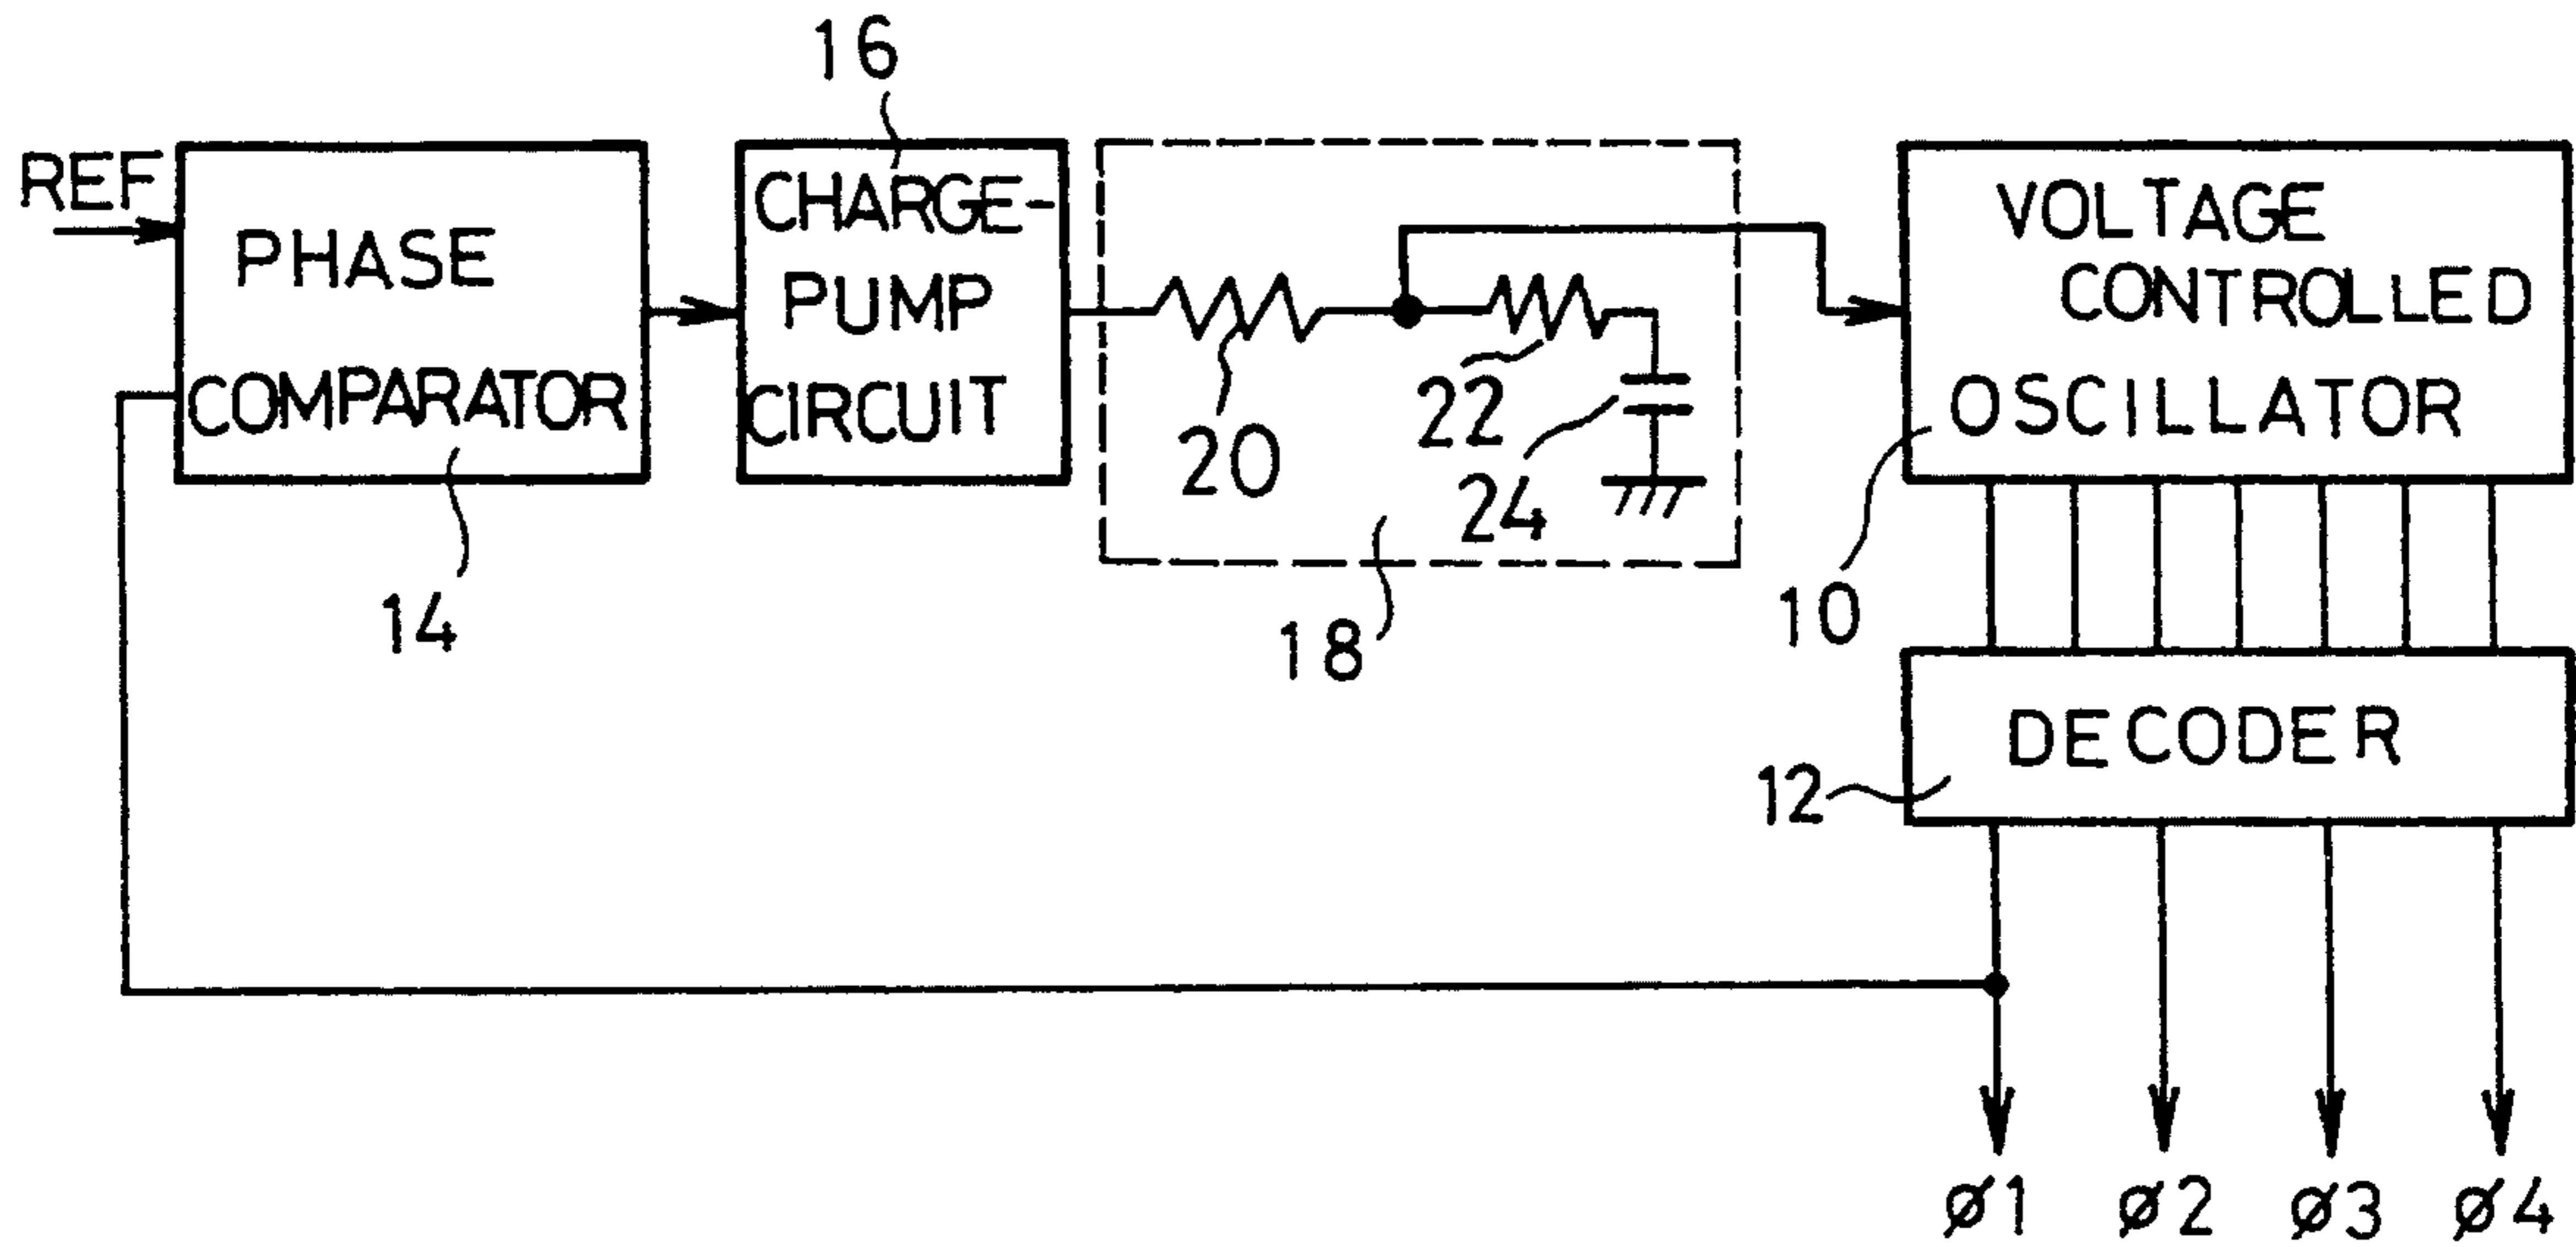 16
REF
PHASE
COMPARATOR
14
CHARGE-
PUMP
CIRCUIT
20
22
24
18
VOLTAGE
CONTROLLED
OSCILLATOR
10
DECODER
12
ø1 ø2 ø3 ø4